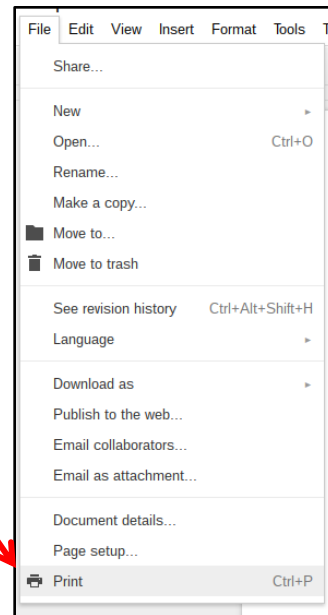 File Edit View Insert Format Tools T
Share...
New
Open... Ctrl+O
Rename...
Make a copy...
Move to...
Move to trash
See revision history Ctrl+Alt+Shift+H
Language
Download as
Publish to the web...
Email collaborators...
Email as attachment...
Document details...
Page setup...
Print Ctrl+P